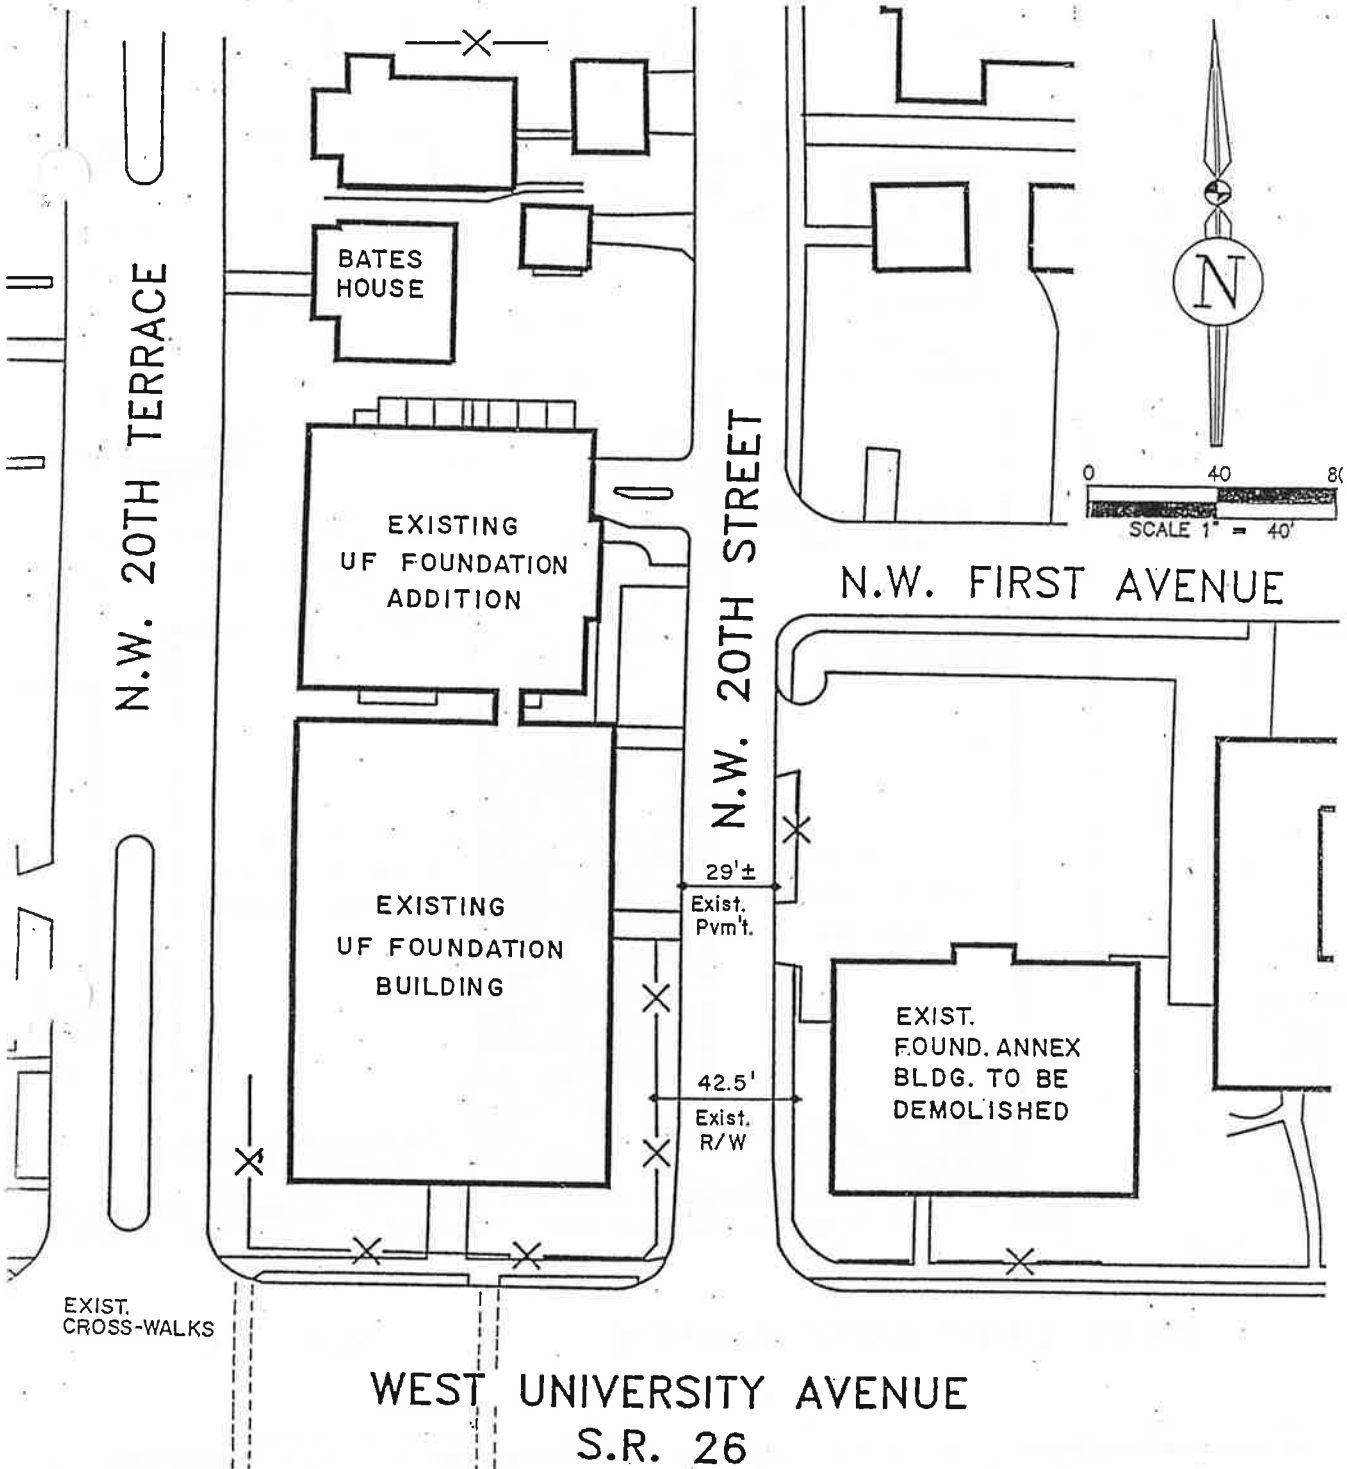 BATES
HOUSE
N.W. 20TH TERRACE
EXISTING
UF FOUNDATION
ADDITION
N.W. 20TH STREET
N
0 40
SCALE 1" = 40'
N.W. FIRST AVENUE
29'±
Exist.
Pvm't.
EXISTING
UF FOUNDATION
BUILDING
42.5'
Exist.
R/W
EXIST.
FOUND. ANNEX
BLDG. TO BE
DEMOLISHED
EXIST.
CROSS-WALKS
WEST UNIVERSITY AVENUE
S.R. 26